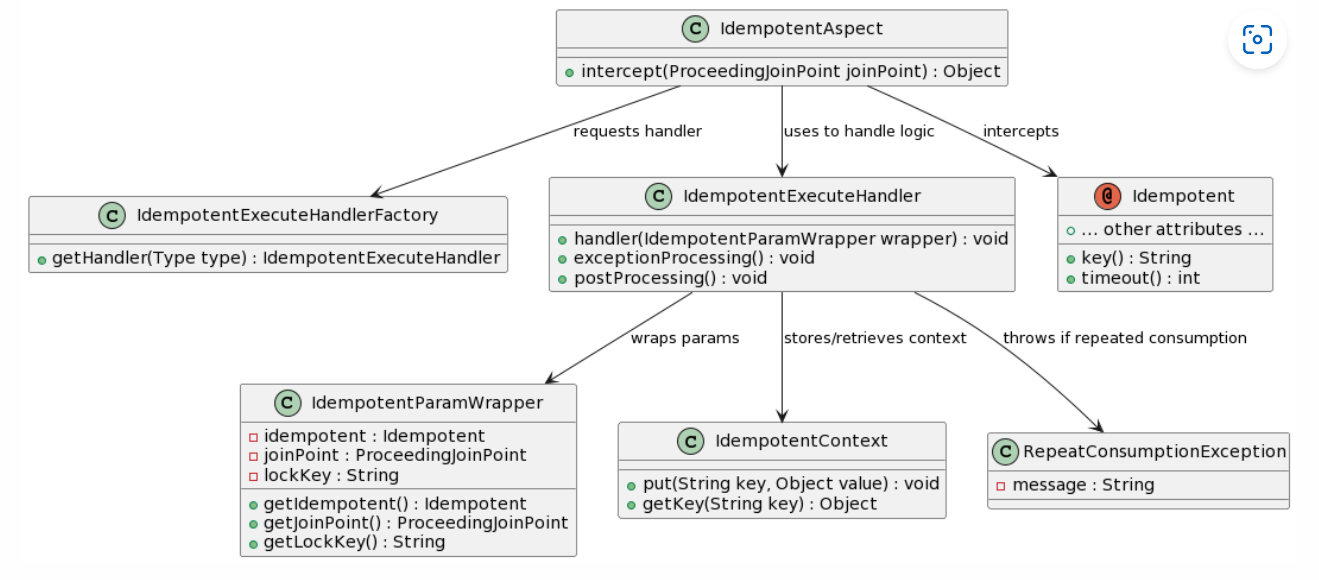 C IdempotentAspect
intercept(ProceedingJoinPoint joinPoint) : Object
requests handler
uses to handle logic
intercepts
C IdempotentExecuteHandlerFactory
getHandler(Type type) : IdempotentExecuteHandler
C IdempotentExecuteHandler
handler(IdempotentParamWrapper wrapper) : void
exceptionProcessing() : void
postProcessing() : void
@ Idempotent
... other attributes ...
key() : String
timeout() : int
wraps params
stores/retrieves context
throws if repeated consumption
C IdempotentParamWrapper
idempotent : Idempotent
joinPoint : ProceedingJoinPoint
lockKey : String
getIdempotent() : Idempotent
getJoinPoint() : ProceedingJoinPoint
getLockKey() : String
C IdempotentContext
put(String key, Object value) : void
getKey(String key) : Object
C RepeatConsumptionException
message : String